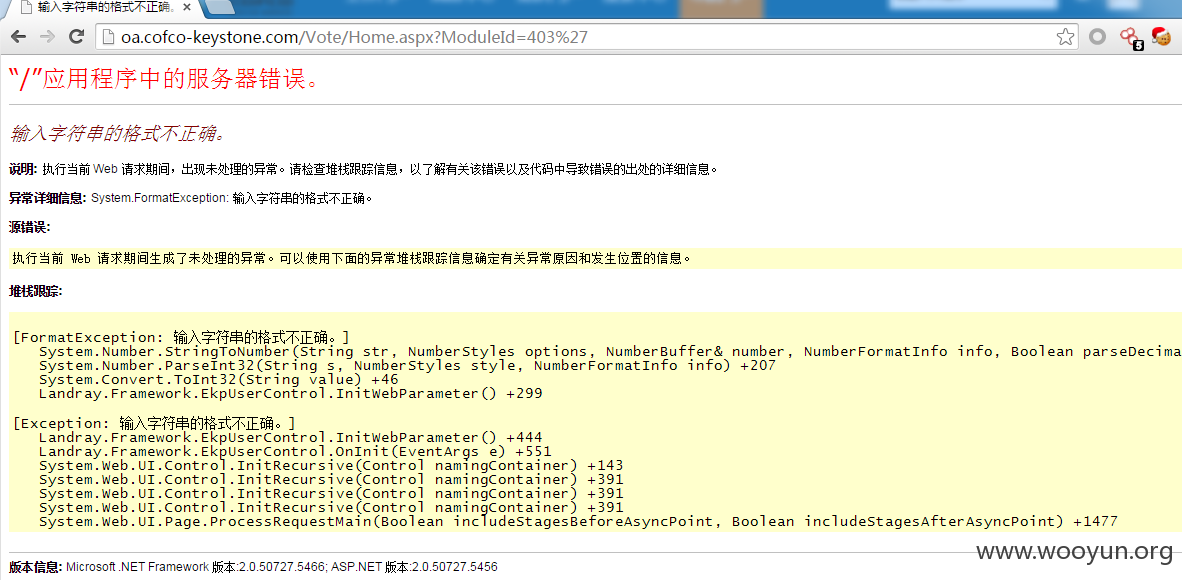 输入字符串的格式不正确。
oa.cofco-keystone.com/Vote/Home.aspx?ModuleId=403%27
5
“/”应用程序中的服务器错误。
输入字符串的格式不正确。
说明: 执行当前 Web 请求期间，出现未处理的异常。请检查堆栈跟踪信息，以了解有关该错误以及代码中导致错误的出处的详细信息。
异常详细信息: System.FormatException: 输入字符串的格式不正确。
源错误:
执行当前 Web 请求期间生成了未处理的异常。可以使用下面的异常堆栈跟踪信息确定有关异常原因和发生位置的信息。
堆栈跟踪:
[FormatException: 输入字符串的格式不正确。]
System.Number.StringToNumber(String str, NumberStyles options, NumberBuffer& number, NumberFormatInfo info, Boolean parseDecima
System.Number.ParseInt32(String s, NumberStyles style, NumberFormatInfo info) +207
System.Convert.ToInt32(String value) +46
Landray.Framework.EkpUserControl.InitWebParameter() +299
[Exception: 输入字符串的格式不正确。]
Landray.Framework.EkpUserControl.InitWebParameter() +444
Landray.Framework.EkpUserControl.OnInit(EventArgs e) +551
System.Web.UI.Control.InitRecursive(Control namingContainer) +143
System.Web.UI.Control.InitRecursive(Control namingContainer) +391
System.Web.UI.Control.InitRecursive(Control namingContainer) +391
System.Web.UI.Control.InitRecursive(Control namingContainer) +391
System.Web.UI.Page.ProcessRequestMain(Boolean includeStagesBeforeAsyncPoint, Boolean includeStagesAfterAsyncPoint) +1477
www.wooyun.org
版本信息: Microsoft .NET Framework 版本:2.0.50727.5466; ASP.NET 版本:2.0.50727.5456